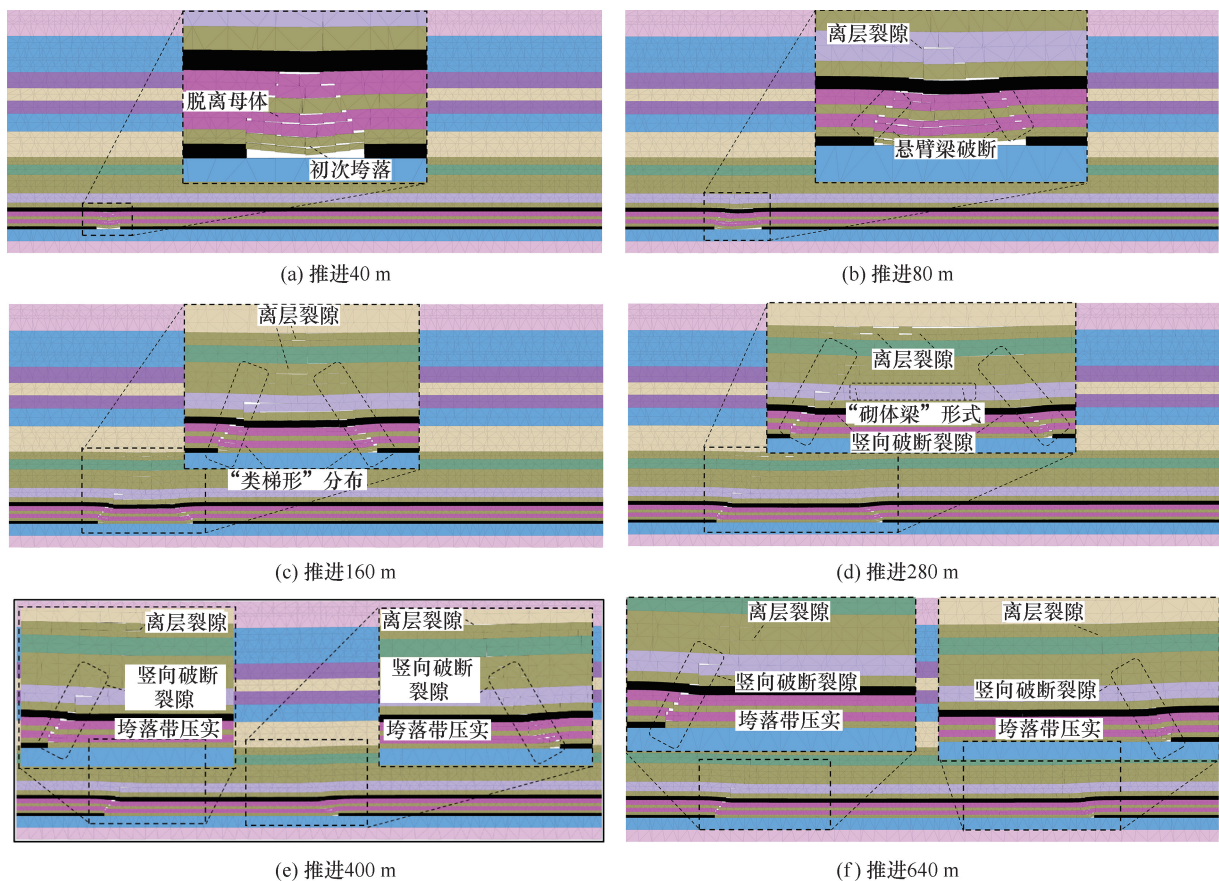 脱离母体
初次垮落
(a) 推进40 m
离层裂隙
悬臂梁破断
(b) 推进80 m
离层裂隙
“类梯形”分布
(c) 推进160 m
离层裂隙
“砌体梁”形式
竖向破断裂隙
(d) 推进280 m
离层裂隙
竖向破断
裂隙
垮落带压实
离层裂隙
竖向破断
裂隙
垮落带压实
(e) 推进400 m
离层裂隙
竖向破断裂隙
垮落带压实
离层裂隙
竖向破断裂隙
垮落带压实
(f) 推进640 m